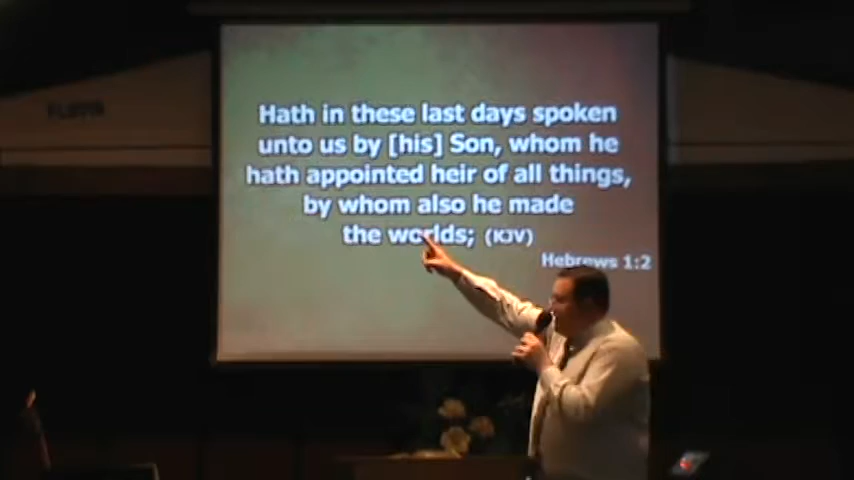 Hath in these last days spoken
unto us by [his] Son, whom he
hath appointed heir of all things,
by whom also he made
the worlds; (KJV)
Hebrews 1:2